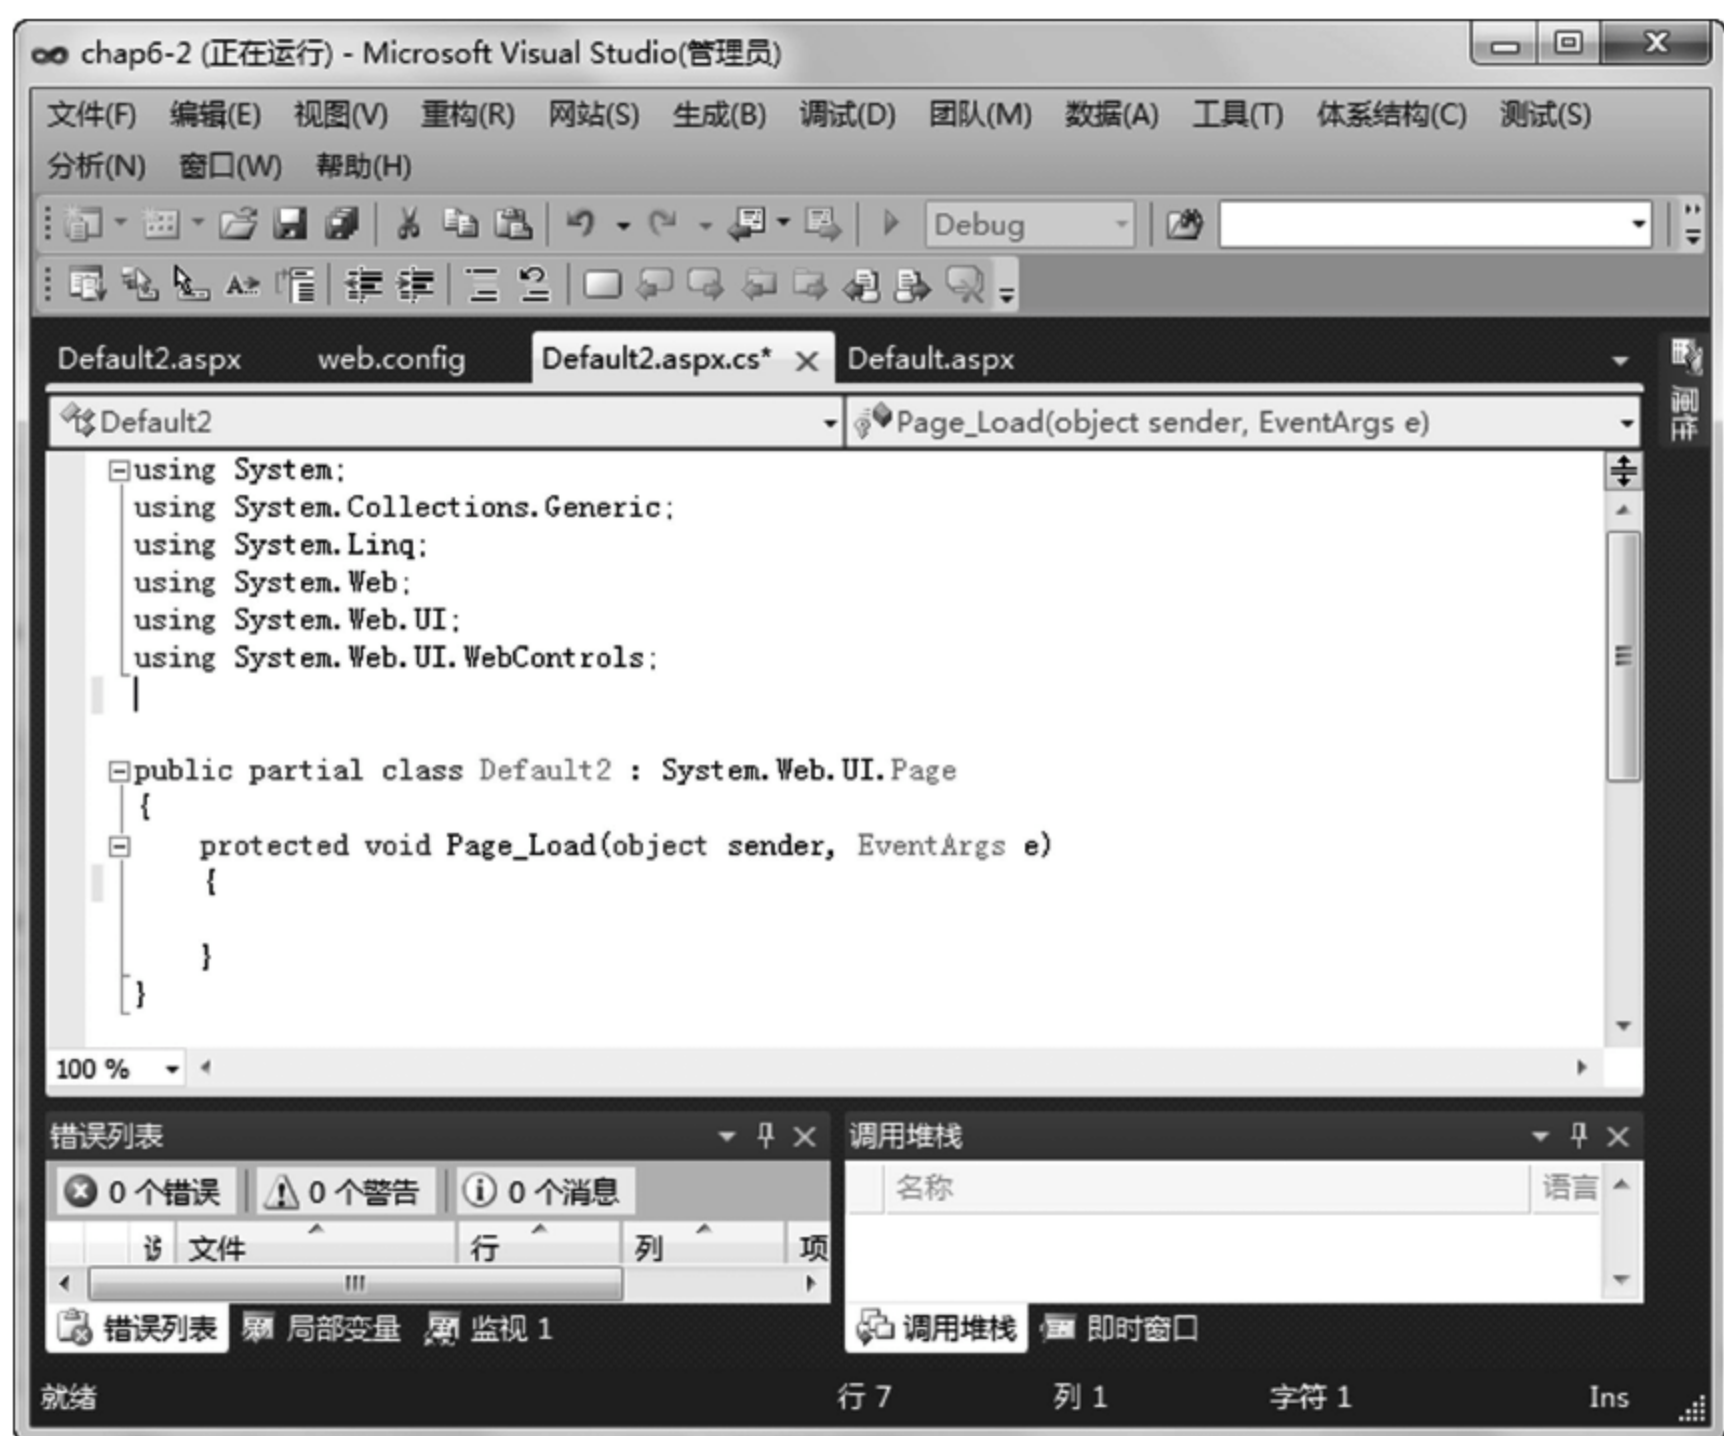 chap6-2 (正在运行) - Microsoft Visual Studio(管理员)
文件(F) 编辑(E) 视图(V) 重构(R) 网站(S) 生成(B) 调试(D) 团队(M) 数据(A) 工具(T) 体系结构(C) 测试(S)
分析(N) 窗口(W) 帮助(H)
Debug
Default2.aspx web.config Default2.aspx.cs* Default.aspx
属性
Default2 Page_Load(object sender, EventArgs e)
using System;
using System.Collections.Generic;
using System.Linq;
using System.Web;
using System.Web.UI;
using System.Web.UI.WebControls;
public partial class Default2 : System.Web.UI.Page
{
protected void Page_Load(object sender, EventArgs e)
{
}
}
100 %
错误列表 调用堆栈
0 个错误 0 个警告 0 个消息 名称 语言
文件 行 列 项
错误列表 局部变量 监视 1 调用堆栈 即时窗口
就绪 行 7 列 1 字符 1 Ins